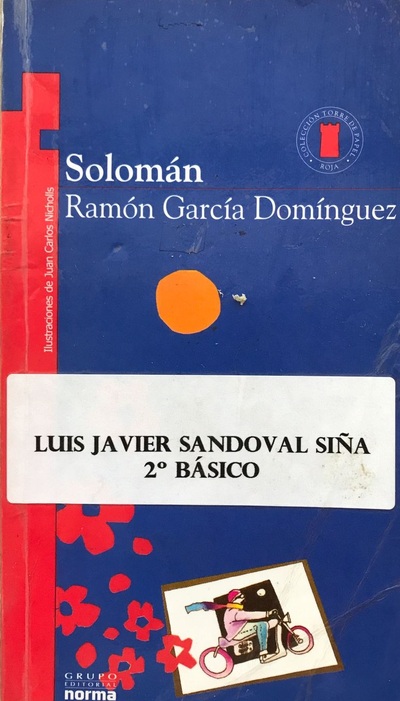 COLECCIÓN TORRE DE PAPEL
ROJA
Solomán
Ramón García Domínguez
Ilustraciones de Juan Carlos Nicholls
LUIS JAVIER SANDOVAL SIÑA
2º BÁSICO
GRUPO
EDITORIAL
norma